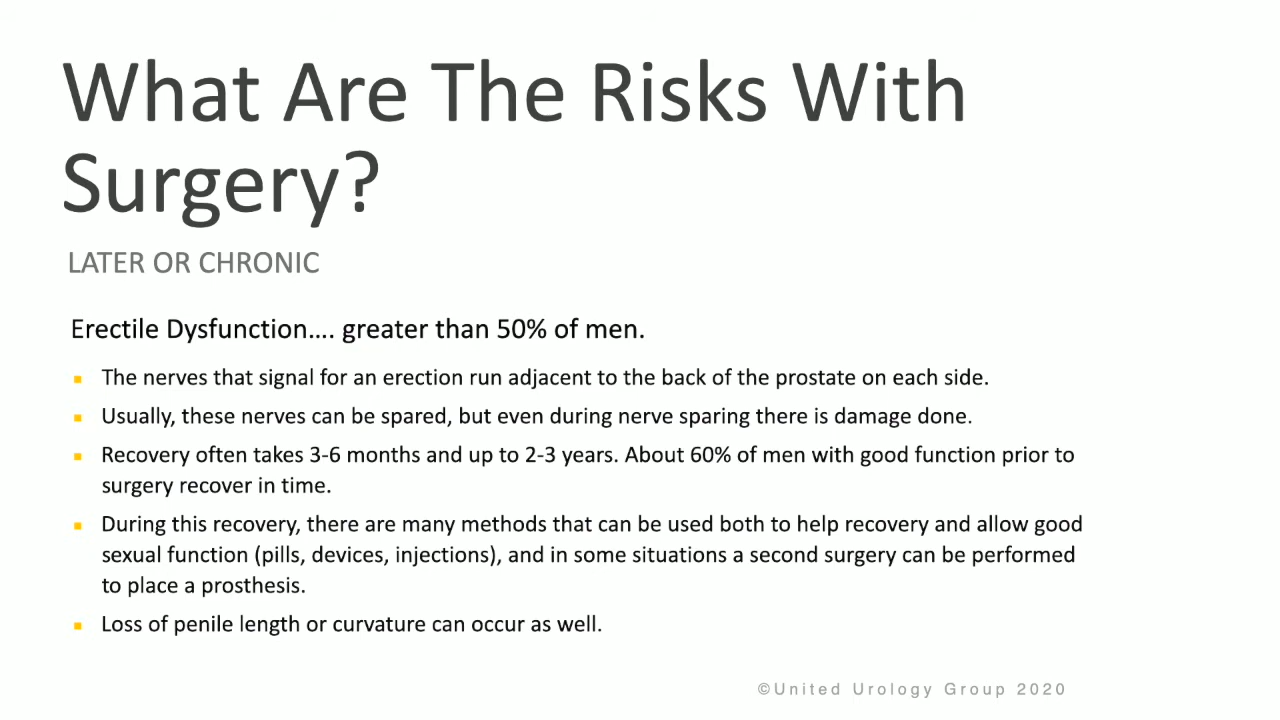 What Are The Risks With
Surgery?
LATER OR CHRONIC
Erectile Dysfunction.... greater than 50% of men.
▪ The nerves that signal for an erection run adjacent to the back of the prostate on each side.
▪ Usually, these nerves can be spared, but even during nerve sparing there is damage done.
▪ Recovery often takes 3-6 months and up to 2-3 years. About 60% of men with good function prior to
surgery recover in time.
▪ During this recovery, there are many methods that can be used both to help recovery and allow good
sexual function (pills, devices, injections), and in some situations a second surgery can be performed
to place a prosthesis.
▪ Loss of penile length or curvature can occur as well.
©United Urology Group 2020